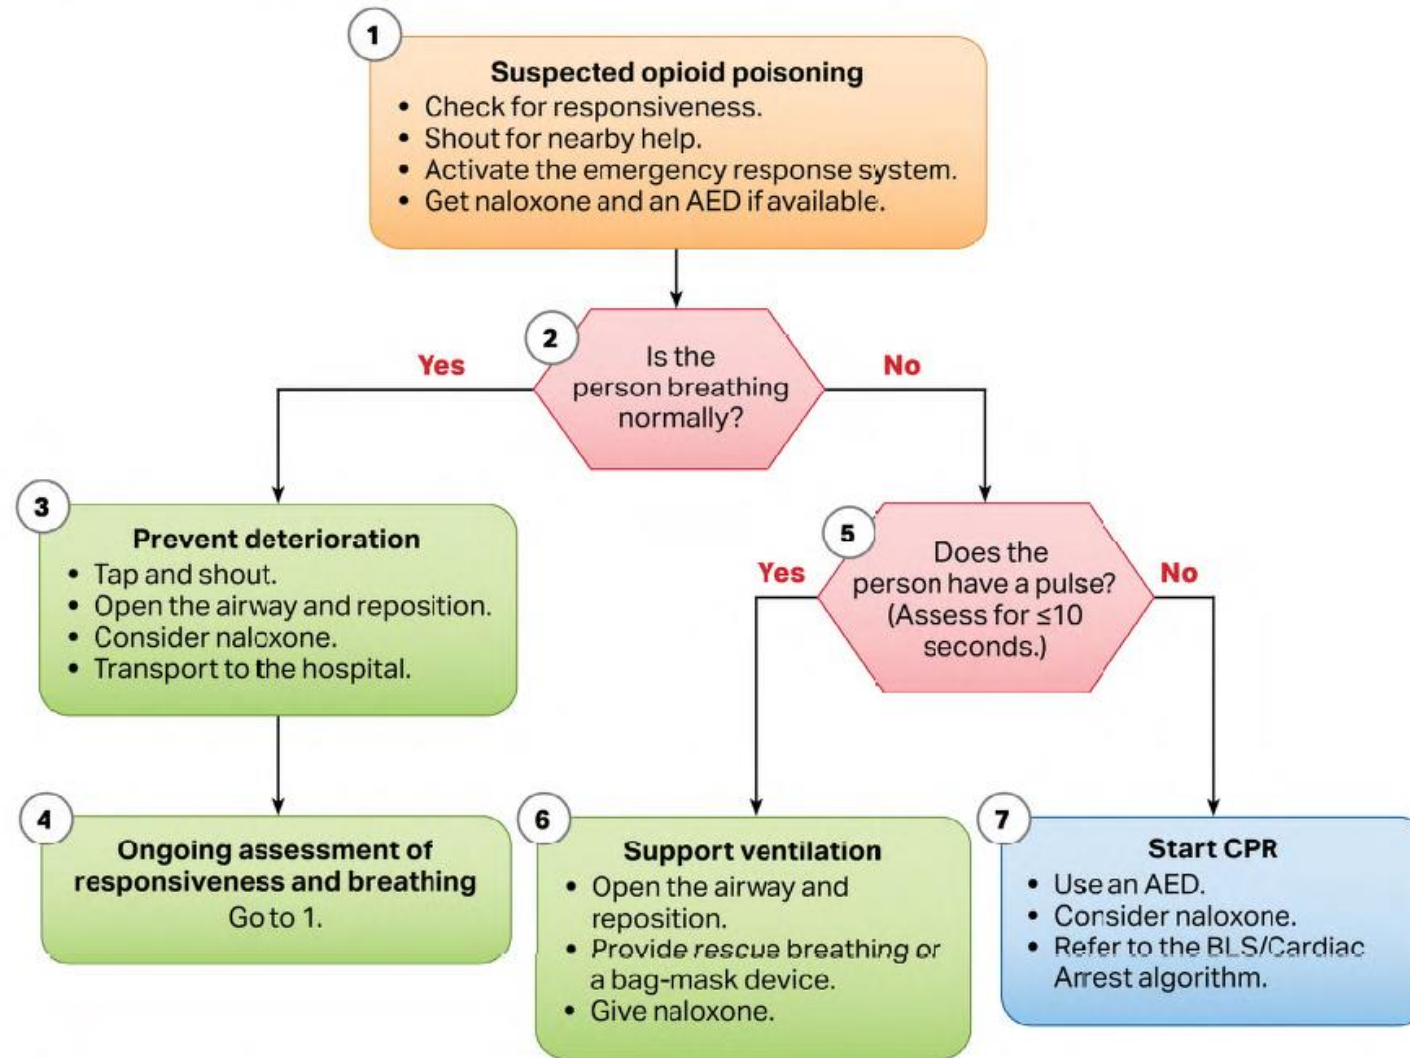 1
Suspected opioid poisoning
• Check for responsiveness.
• Shout for nearby help.
• Activate the emergency response system.
• Get naloxone and an AED if available.
2
Is the
person breathing
normally?
Yes
No
3
Prevent deterioration
• Tap and shout.
• Open the airway and reposition.
• Consider naloxone.
• Transport to the hospital.
4
Ongoing assessment of
responsiveness and breathing
Go to 1.
5
Does the
person have a pulse?
(Assess for ≤10
seconds.)
Yes
No
6
Support ventilation
• Open the airway and
reposition.
• Provide rescue breathing or
a bag-mask device.
• Give naloxone.
7
Start CPR
• Use an AED.
• Consider naloxone.
• Refer to the BLS/Cardiac
Arrest algorithm.